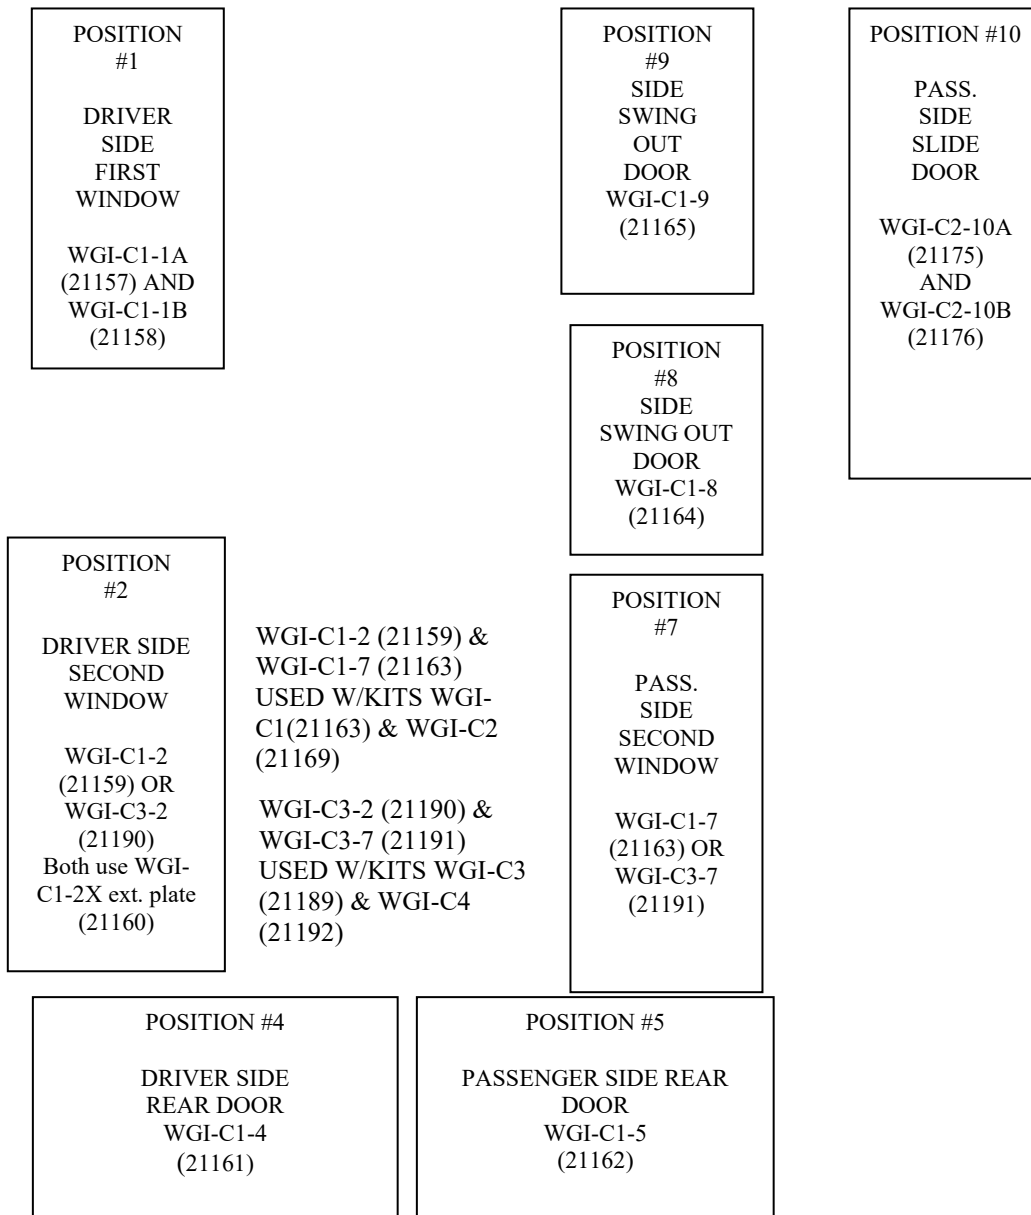 POSITION
#1
DRIVER
SIDE
FIRST
WINDOW
WGI-C1-1A
(21157) AND
WGI-C1-1B
(21158)
POSITION
#9
SIDE
SWING
OUT
DOOR
WGI-C1-9
(21165)
POSITION #10
PASS.
SIDE
SLIDE
DOOR
WGI-C2-10A
(21175)
AND
WGI-C2-10B
(21176)
POSITION
#8
SIDE
SWING OUT
DOOR
WGI-C1-8
(21164)
POSITION
#2
DRIVER SIDE
SECOND
WINDOW
WGI-C1-2
(21159) OR
WGI-C3-2
(21190)
Both use WGI-
C1-2X ext. plate
(21160)
WGI-C1-2 (21159) &
WGI-C1-7 (21163)
USED W/KITS WGI-
C1(21163) & WGI-C2
(21169)
WGI-C3-2 (21190) &
WGI-C3-7 (21191)
USED W/KITS WGI-C3
(21189) & WGI-C4
(21192)
POSITION
#7
PASS.
SIDE
SECOND
WINDOW
WGI-C1-7
(21163) OR
WGI-C3-7
(21191)
POSITION #4
DRIVER SIDE
REAR DOOR
WGI-C1-4
(21161)
POSITION #5
PASSENGER SIDE REAR
DOOR
WGI-C1-5
(21162)